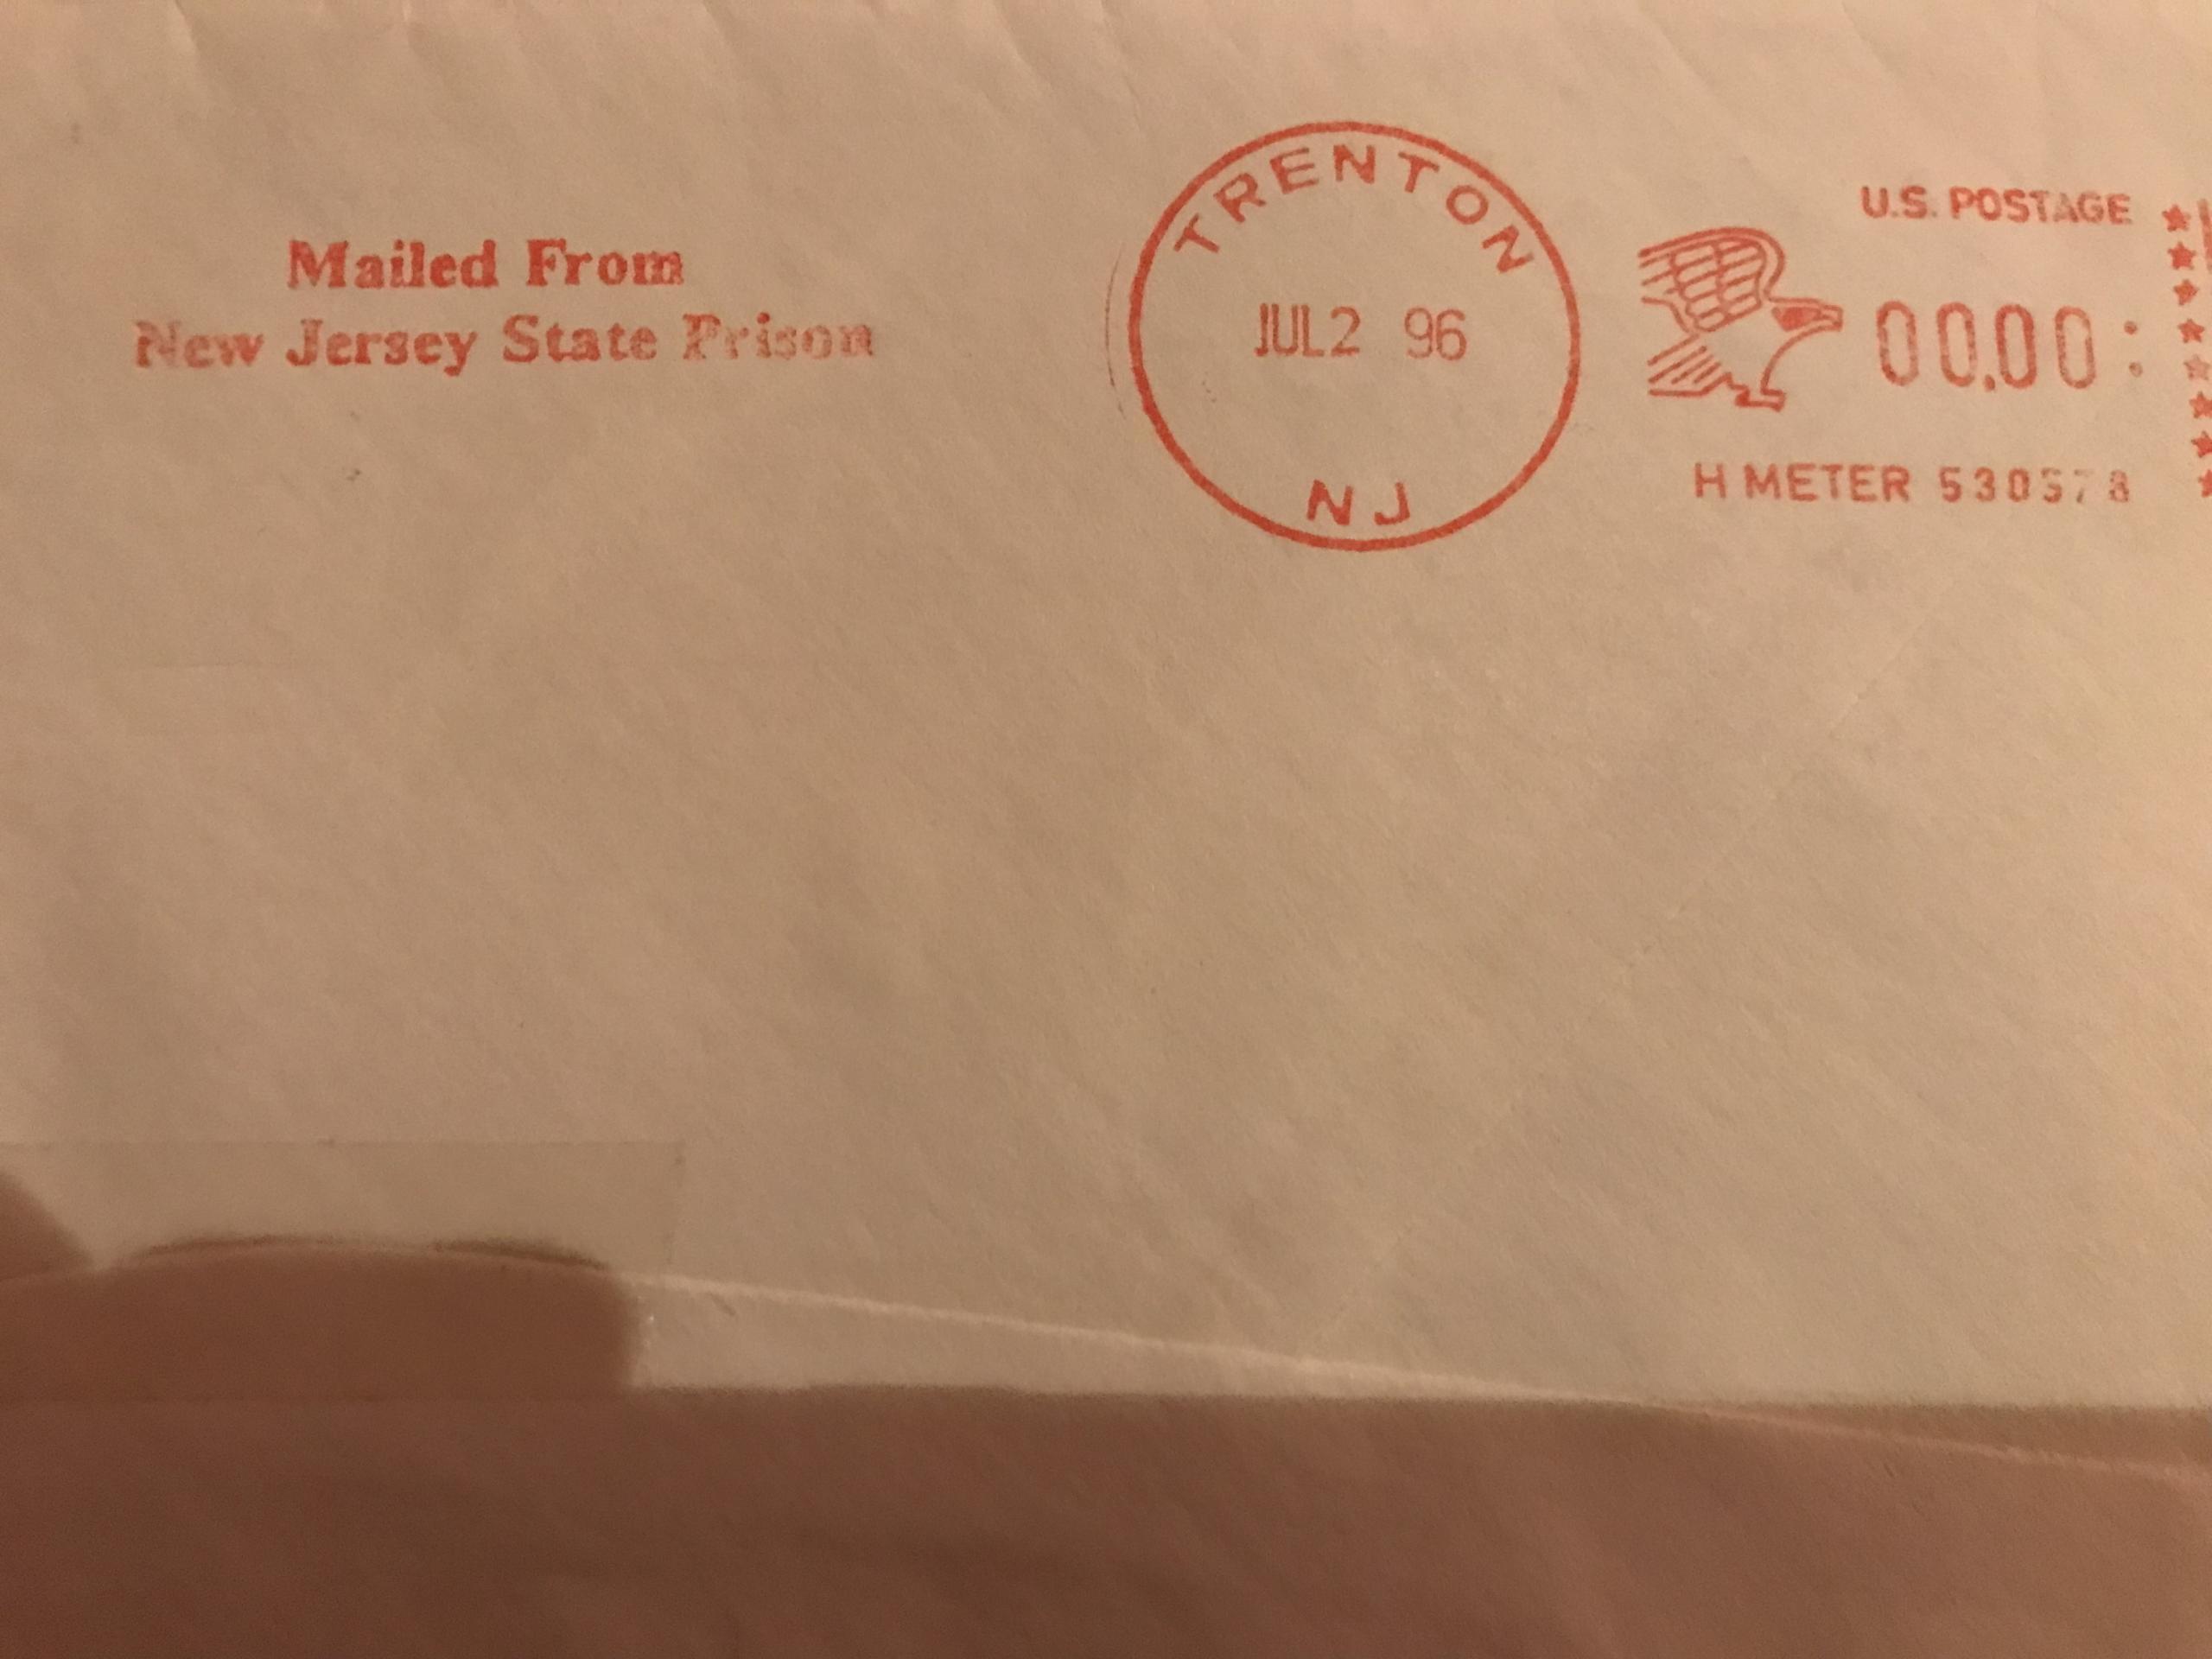 Mailed From
New Jersey State Prison
TRENTON
JUL 2 96
NJ
U.S. POSTAGE
00.00
H METER 530578